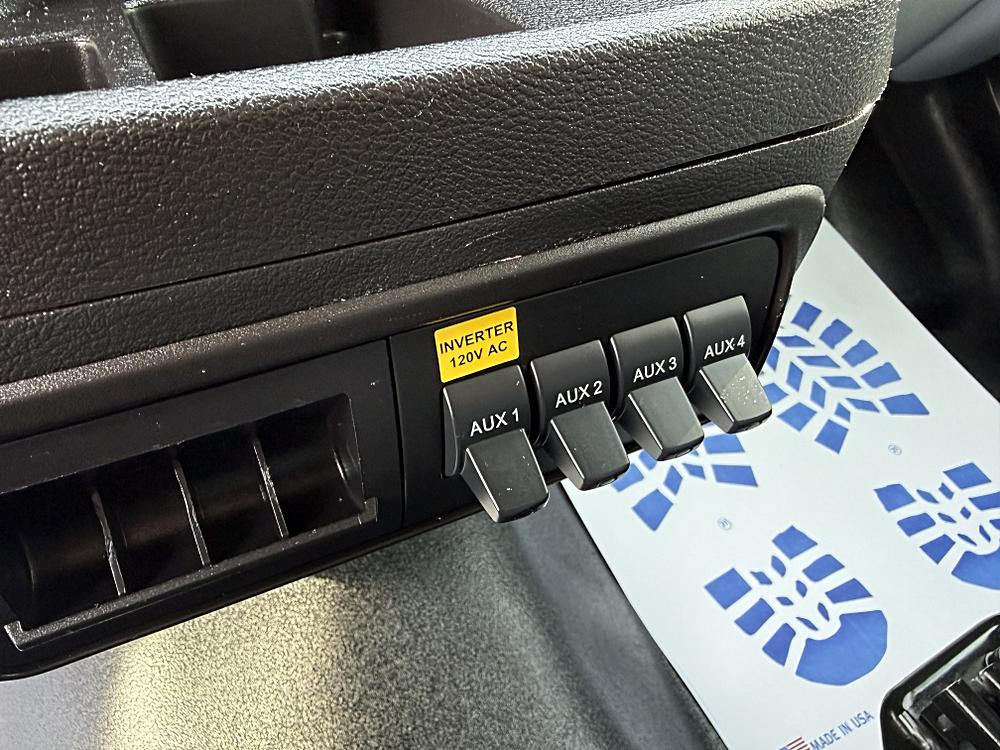 INVERTER
120V AC
AUX 1
AUX 2
AUX 3
AUX 4
®
®
MADE IN USA